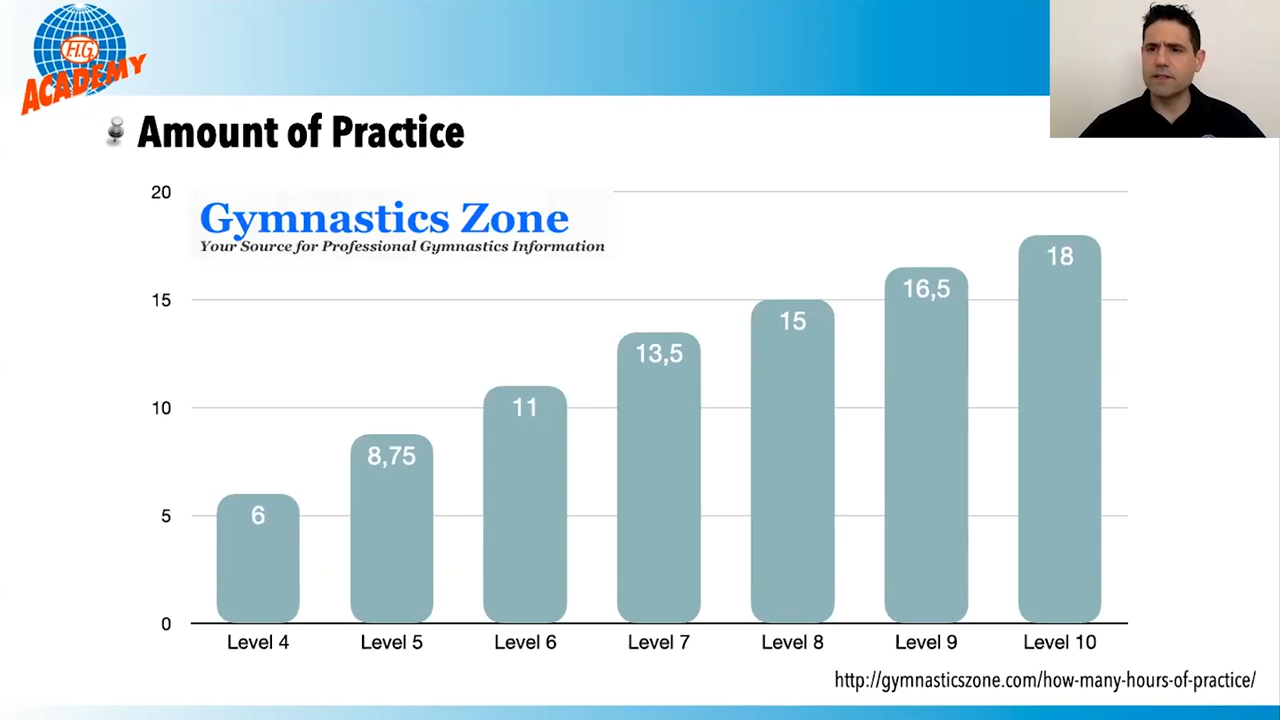 F.I.G.
ACADEMY
Amount of Practice
Gymnastics Zone
Your Source for Professional Gymnastics Information
20
15
10
5
0
6
8,75
11
13,5
15
16,5
18
Level 4
Level 5
Level 6
Level 7
Level 8
Level 9
Level 10
http://gymnasticszone.com/how-many-hours-of-practice/